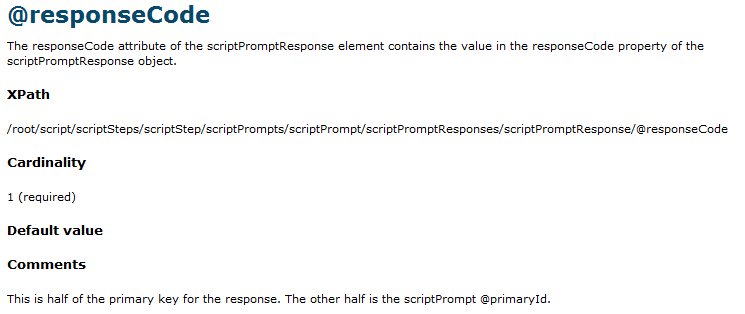 @responseCode
The responseCode attribute of the scriptPromptResponse element contains the value in the responseCode property of the
scriptPromptResponse object.
XPath
/root/script/scriptSteps/scriptStep/scriptPrompts/scriptPrompt/scriptPromptResponses/scriptPromptResponse/@responseCode
Cardinality
1 (required)
Default value
Comments
This is half of the primary key for the response. The other half is the scriptPrompt @primaryId.